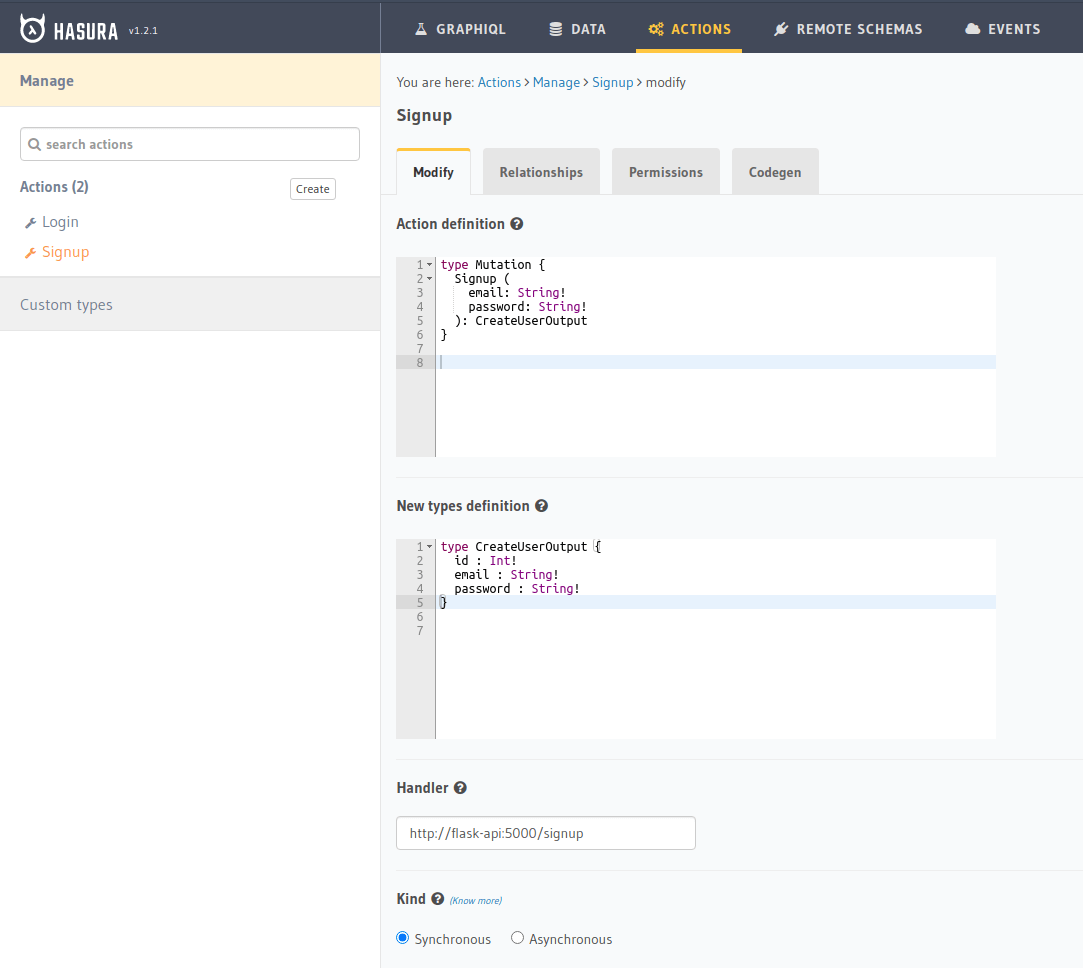 HASURA v1.2.1
GRAPHIQL DATA ACTIONS REMOTE SCHEMAS EVENTS
Manage
search actions
Actions (2) Create
Login
Signup
Custom types
You are here: Actions > Manage > Signup > modify
Signup
Modify Relationships Permissions Codegen
Action definition ?
1 type Mutation {
2 Signup (
3 email: String!
4 password: String!
5 ): CreateUserOutput
6 }
7
8
New types definition ?
1 type CreateUserOutput {
2 id : Int!
3 email : String!
4 password : String!
5 }
6
7
Handler ?
http://flask-api:5000/signup
Kind ? (Know more)
Synchronous Asynchronous